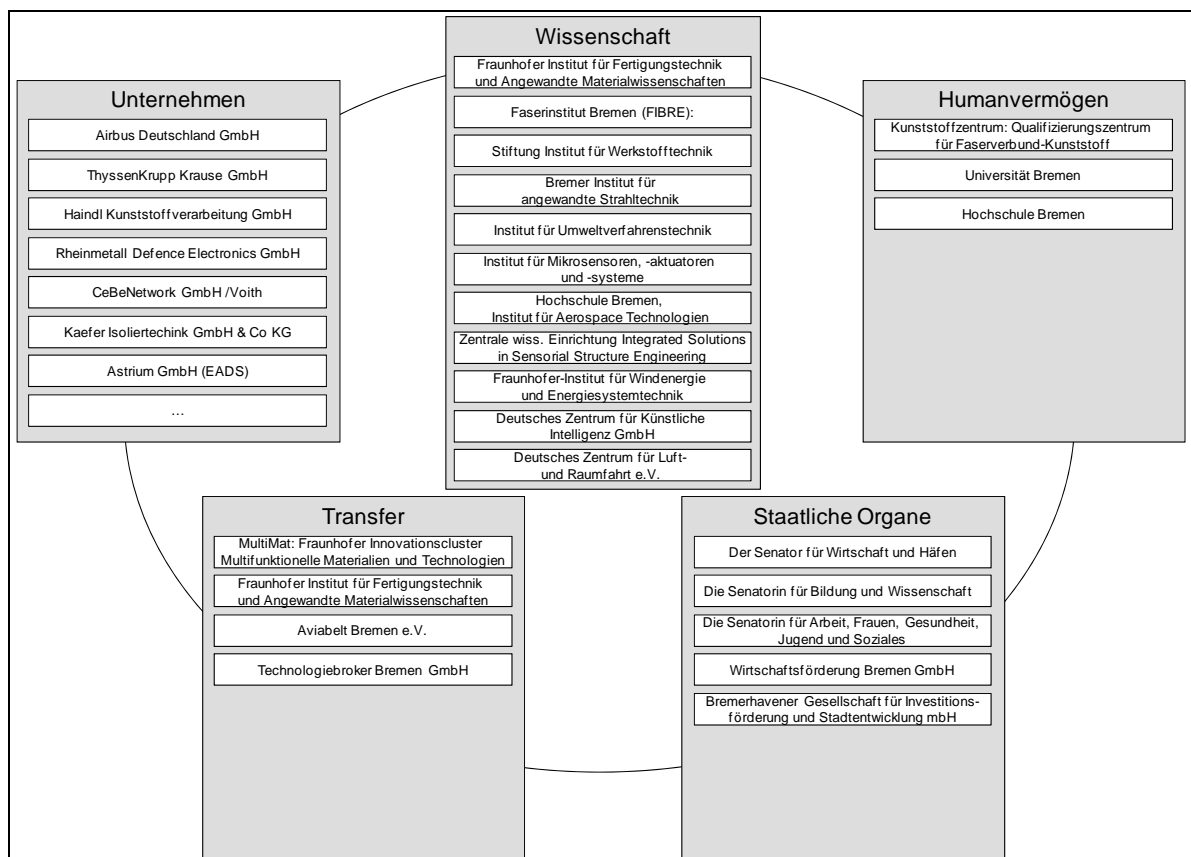 Wissenschaft
Fraunhofer Institut für Fertigungstechnik
und Angewandte Materialwissenschaften
Faserinstitut Bremen (FIBRE):
Stiftung Institut für Werkstofftechnik
Bremer Institut für
angewandte Strahltechnik
Institut für Umweltverfahrenstechnik
Institut für Mikrosensoren, -aktuatoren
und -systeme
Hochschule Bremen,
Institut für Aerospace Technologien
Zentrale wiss. Einrichtung Integrated Solutions
in Sensorial Structure Engineering
Fraunhofer-Institut für Windenergie
und Energiesystemtechnik
Deutsches Zentrum für Künstliche
Intelligenz GmbH
Deutsches Zentrum für Luft-
und Raumfahrt e.V.
Unternehmen
Airbus Deutschland GmbH
ThyssenKrupp Krause GmbH
Haindl Kunststoffverarbeitung GmbH
Rheinmetall Defence Electronics GmbH
CeBeNetwork GmbH /Voith
Kaefer Isoliertechink GmbH & Co KG
Astrium GmbH (EADS)
...
Humanvermögen
Kunststoffzentrum: Qualifizierungszentrum
für Faserverbund-Kunststoff
Universität Bremen
Hochschule Bremen
Transfer
MultiMat: Fraunhofer Innovationscluster
Multifunktionelle Materialien und Technologien
Fraunhofer Institut für Fertigungstechnik
und Angewandte Materialwissenschaften
Aviabelt Bremen e.V.
Technologiebroker Bremen GmbH
Staatliche Organe
Der Senator für Wirtschaft und Häfen
Die Senatorin für Bildung und Wissenschaft
Die Senatorin für Arbeit, Frauen, Gesundheit,
Jugend und Soziales
Wirtschaftsförderung Bremen GmbH
Bremerhavener Gesellschaft für Investitions-
förderung und Stadtentwicklung mbH